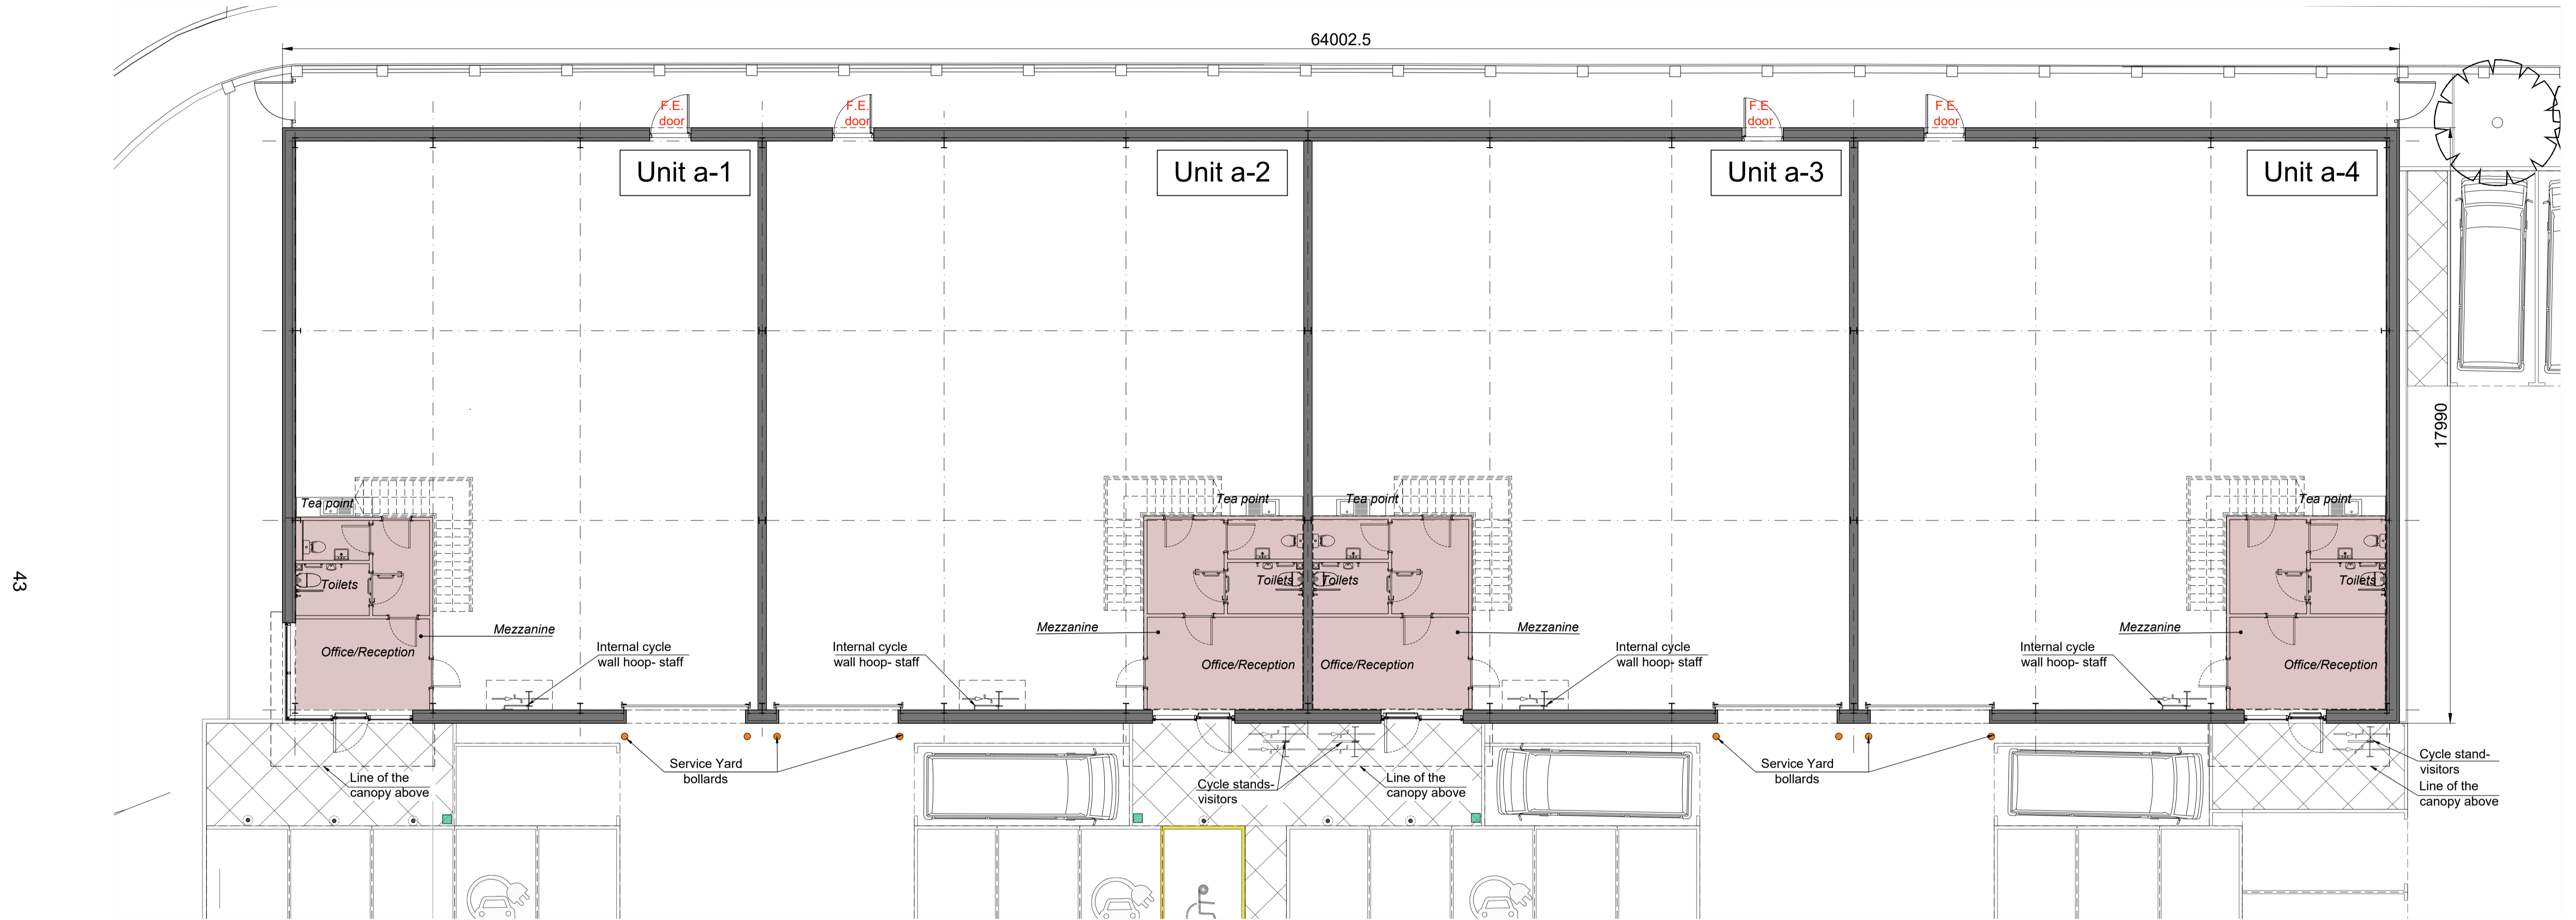 64002.5
F.E.
door
F.E.
door
F.E
door
F.E.
door
Unit a-1
Unit a-2
Unit a-3
Unit a-4
17990
Tea point
Tea point
Tea point
Tea point
43
Toilets
Toilets
Toilets
Toilets
Mezzanine
Mezzanine
Mezzanine
Mezzanine
Office/Reception
Office/Reception
Office/Reception
Office/Reception
Internal cycle
wall hoop- staff
Internal cycle
wall hoop- staff
Internal cycle
wall hoop- staff
Internal cycle
wall hoop- staff
Line of the
canopy above
Service Yard
bollards
Cycle stands-
visitors
Line of the
canopy above
Service Yard
bollards
Cycle stand-
visitors
Line of the
canopy above